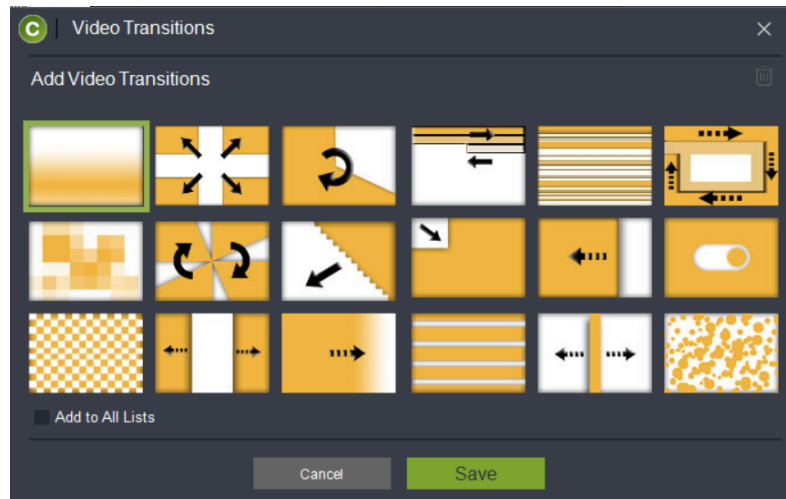 C Video Transitions
Add Video Transitions
Add to All Lists
Cancel Save